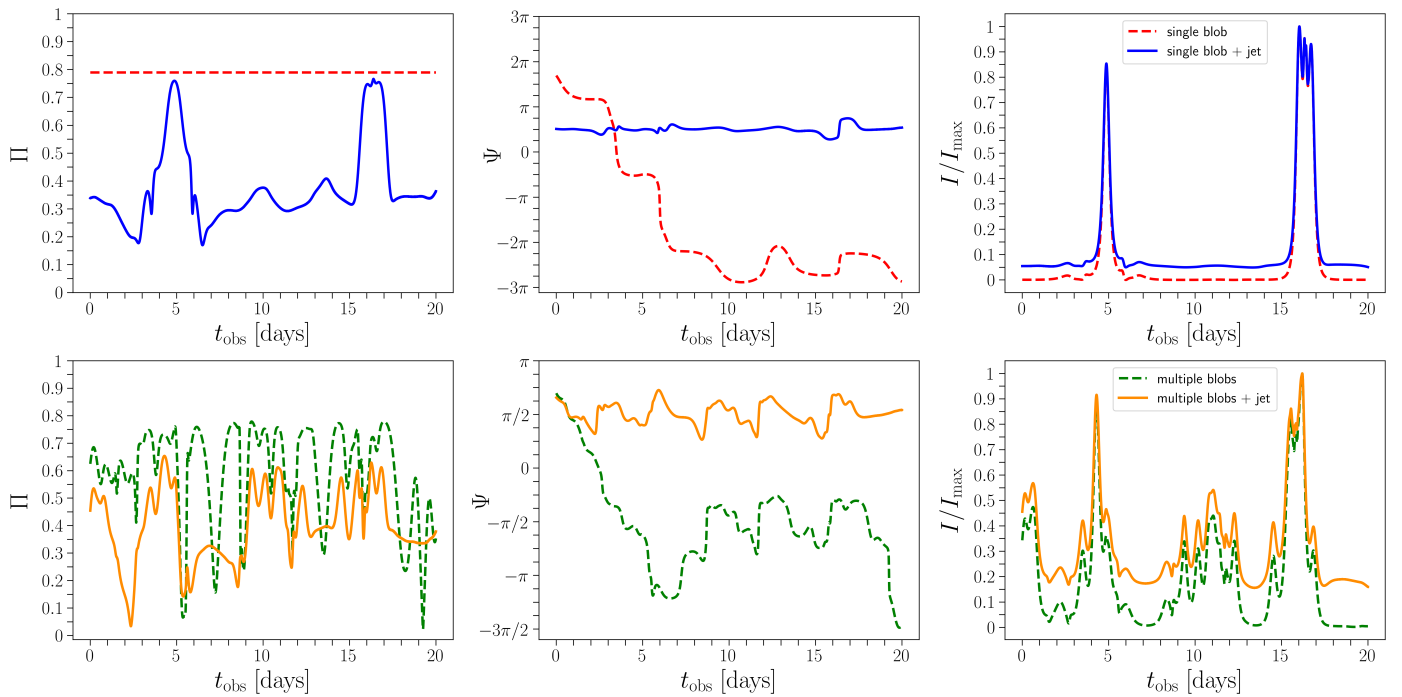 1
0.9
0.8
0.7
0.6
0.5
0.4
0.3
0.2
0.1
0
Π
0 5 10 15 20
t_obs [days]
3π
2π
π
0
−π
−2π
−3π
Ψ
0 5 10 15 20
t_obs [days]
1
0.9
0.8
0.7
0.6
0.5
0.4
0.3
0.2
0.1
0
I/I_max
single blob
single blob + jet
0 5 10 15 20
t_obs [days]
1
0.9
0.8
0.7
0.6
0.5
0.4
0.3
0.2
0.1
0
Π
0 5 10 15 20
t_obs [days]
π
π/2
0
−π/2
−π
−3π/2
Ψ
0 5 10 15 20
t_obs [days]
1
0.9
0.8
0.7
0.6
0.5
0.4
0.3
0.2
0.1
0
I/I_max
multiple blobs
multiple blobs + jet
0 5 10 15 20
t_obs [days]